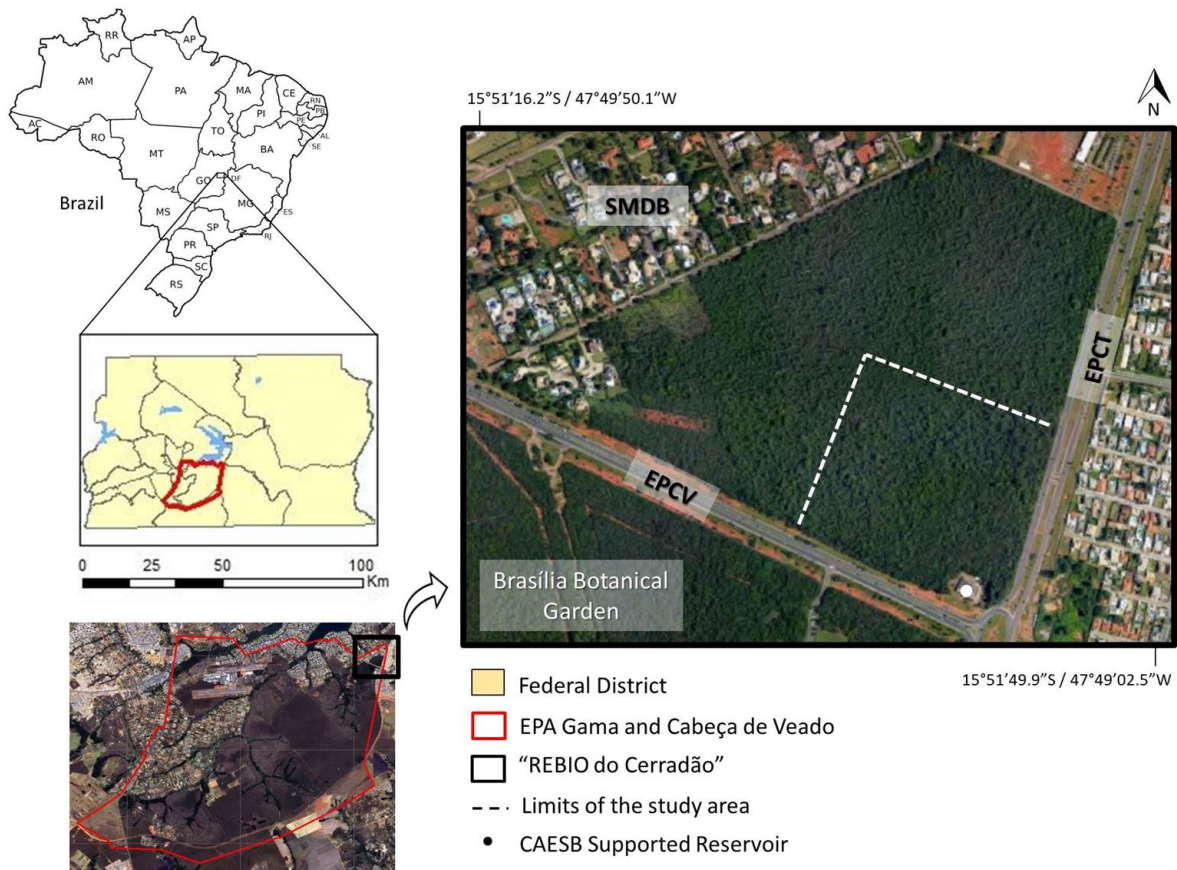 RR
AP
AM
PA
MA
CE
RN
PB
PI
PE
AC
TO
AL
RO
SE
BA
MT
GO
DF
Brazil
MG
MS
ES
SP
RJ
PR
SC
RS
0 25 50 100
Km
15°51’16.2”S / 47°49’50.1”W
N
SMDB
EPCT
EPCV
Brasília Botanical
Garden
15°51’49.9”S / 47°49’02.5”W
Federal District
EPA Gama and Cabeça de Veado
“REBIO do Cerradão”
Limits of the study area
CAESB Supported Reservoir